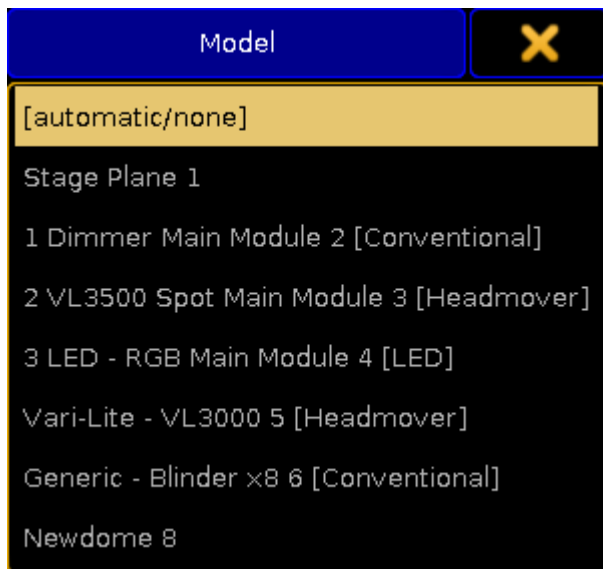 Model
[automatic/none]
Stage Plane 1
1 Dimmer Main Module 2 [Conventional]
2 VL3500 Spot Main Module 3 [Headmover]
3 LED - RGB Main Module 4 [LED]
Vari-Lite - VL3000 5 [Headmover]
Generic - Blinder x8 6 [Conventional]
Newdome 8